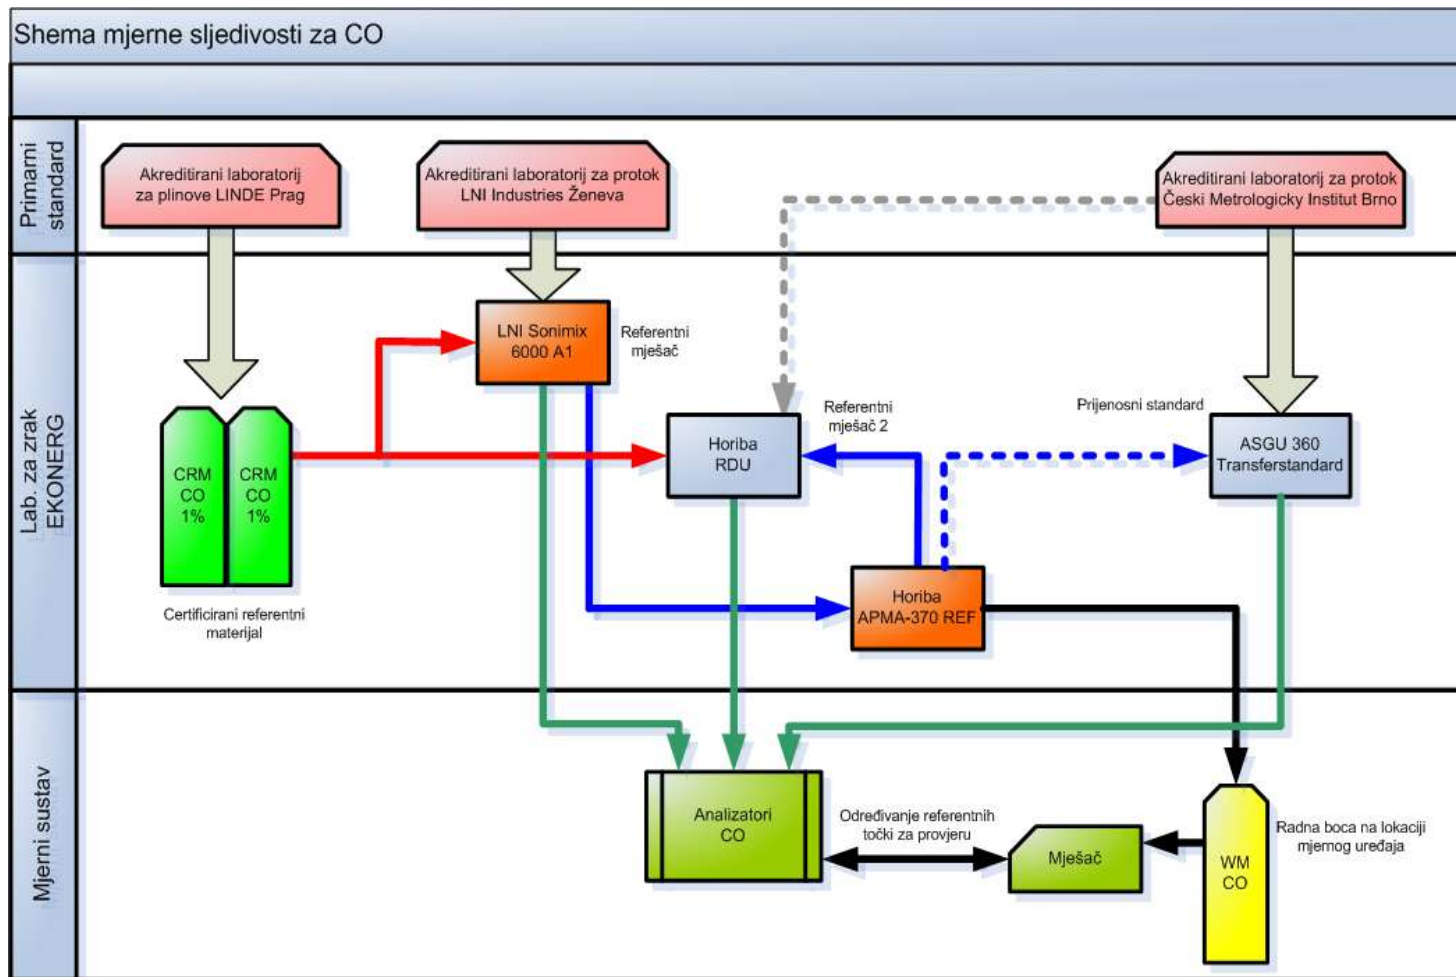 Shema mjerne sljedivosti za CO
Primarni
standard
Akreditirani laboratorij
za plinove LINDE Prag
Akreditirani laboratorij za protok
LNI Industries Ženeva
Akreditirani laboratorij za protok
Češki Metrologicky Institut Brno
Lab. za zrak
EKONERG
LNI Sonimix
6000 A1
Referentni
mješač
CRM
CO
1%
CRM
CO
1%
Certificirani referentni
materijal
Horiba
RDU
Referentni
mješač 2
Prijenosni standard
ASGU 360
Transferstandard
Horiba
APMA-370 REF
Mjerni sustav
Analizatori
CO
Određivanje referentnih
točki za provjeru
Mješač
WM
CO
Radna boca na lokaciji
mjernog uređaja